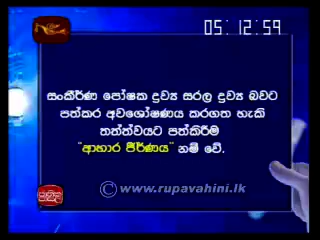 05:12:59
සංකීර්ණ පෝෂක ද්‍රව්‍ය සරල ද්‍රව්‍ය බවට
පත්කර අවශෝෂණය කරගත හැකි
තත්ත්වයට පත්කිරීම
"ආහාර ජීර්ණය" නම් වේ.
©www.rupavahini.lk